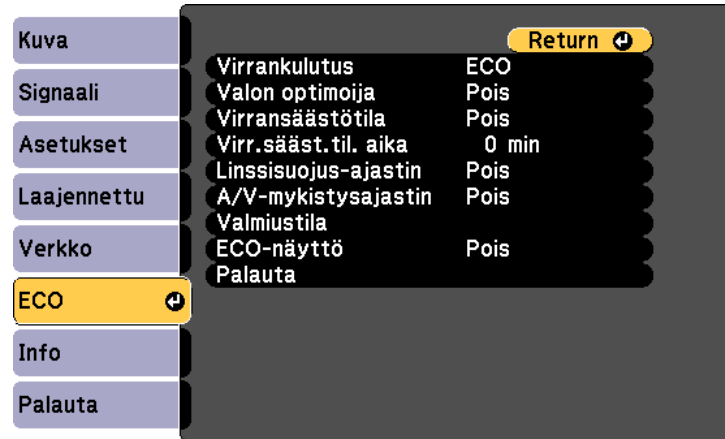 Kuva
Signaali
Asetukset
Laajennettu
Verkko
ECO
Info
Palauta
Return
Virrankulutus ECO
Valon optimoija Pois
Virransäästötila Pois
Virr.sääst.til. aika 0 min
Linssisuojus-ajastin Pois
A/V-mykistysajastin Pois
Valmiustila
ECO-näyttö Pois
Palauta